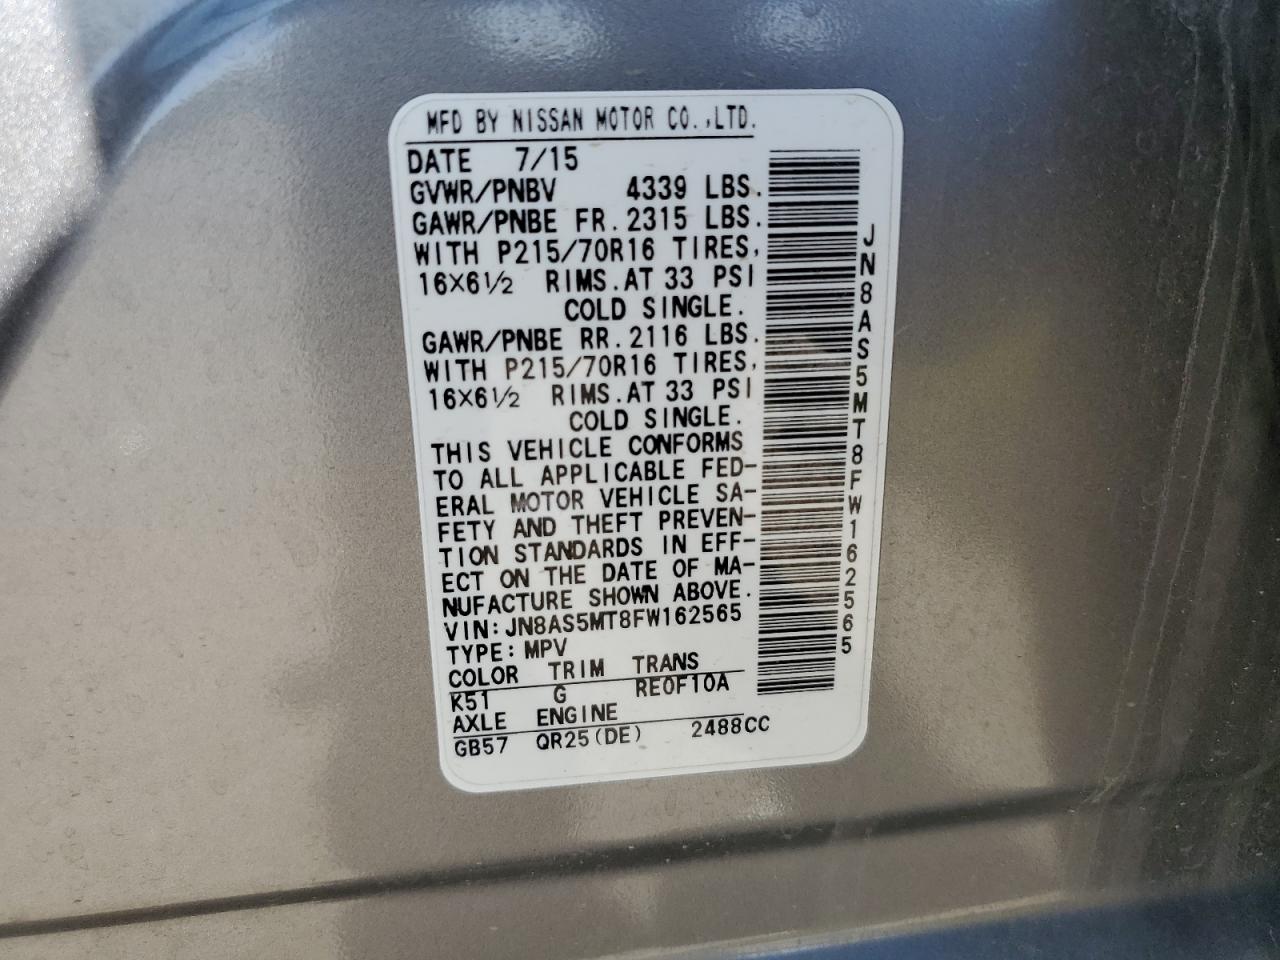 MFD BY NISSAN MOTOR CO.,LTD.
DATE 7/15
GVWR/PNBV 4339 LBS.
GAWR/PNBE FR. 2315 LBS.
WITH P215/70R16 TIRES,
16X6½ RIMS.AT 33 PSI
COLD SINGLE.
GAWR/PNBE RR. 2116 LBS.
WITH P215/70R16 TIRES,
16X6½ RIMS.AT 33 PSI
COLD SINGLE.
THIS VEHICLE CONFORMS
TO ALL APPLICABLE FED-
ERAL MOTOR VEHICLE SA-
FETY AND THEFT PREVEN-
TION STANDARDS IN EFF-
ECT ON THE DATE OF MA-
NUFACTURE SHOWN ABOVE.
VIN:JN8AS5MT8FW162565
TYPE:MPV
COLOR TRIM TRANS
K51 G RE0F10A
AXLE ENGINE
GB57 QR25(DE) 2488CC
JN8AS5MT8FW162565